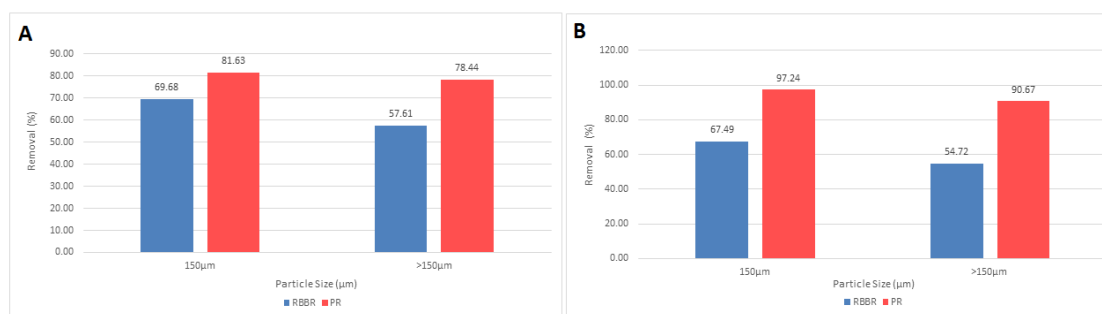 A
90.00
80.00
70.00
60.00
50.00
40.00
30.00
20.00
10.00
0.00
Removal (%)
69.68
81.63
57.61
78.44
150µm
>150µm
Particle Size (µm)
RBBR PR
B
120.00
100.00
80.00
60.00
40.00
20.00
0.00
Removal (%)
67.49
97.24
54.72
90.67
150µm
>150µm
Particle Size (µm)
RBBR PR